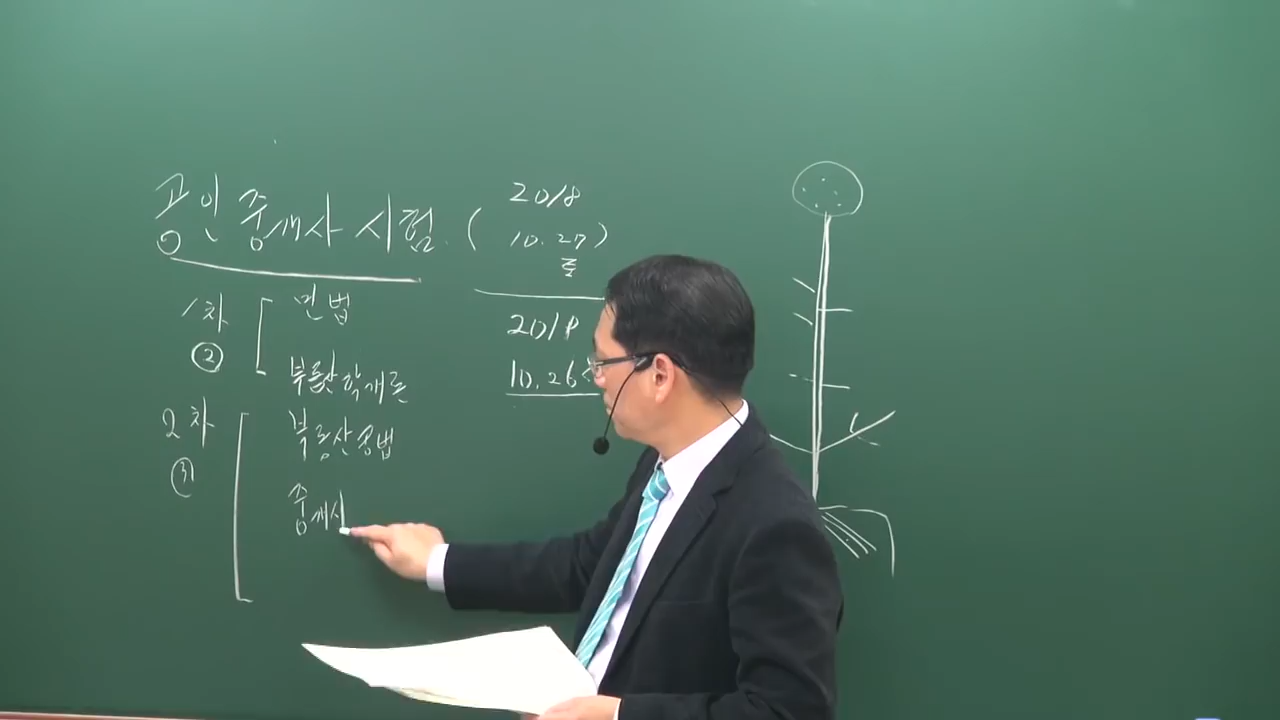 공인중개사 시험 (2018
10.27)
토
1차 민법
② 부동산학개론
2차 부동산공법
③ 중개사
201
10.26